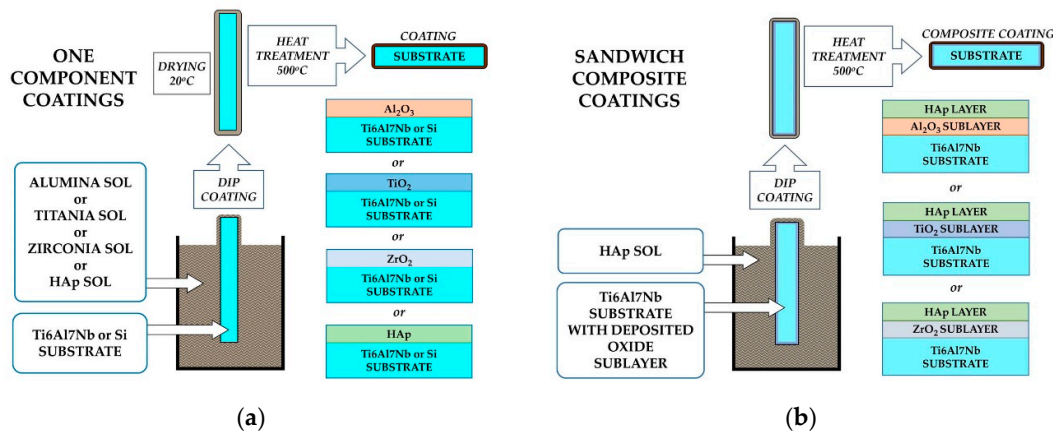 ONE
COMPONENT
COATINGS
DRYING
20°C
HEAT
TREATMENT
500°C
COATING
SUBSTRATE
Al₂O₃
Ti6Al7Nb or Si
SUBSTRATE
or
TiO₂
Ti6Al7Nb or Si
SUBSTRATE
or
ZrO₂
Ti6Al7Nb or Si
SUBSTRATE
or
HAp
Ti6Al7Nb or Si
SUBSTRATE
DIP
COATING
ALUMINA SOL
or
TITANIA SOL
or
ZIRCONIA SOL
or
HAp SOL
Ti6Al7Nb or Si
SUBSTRATE
(a)
SANDWICH
COMPOSITE
COATINGS
HEAT
TREATMENT
500°C
COMPOSITE COATING
SUBSTRATE
HAp LAYER
Al₂O₃ SUBLAYER
Ti6Al7Nb
SUBSTRATE
or
HAp LAYER
TiO₂ SUBLAYER
Ti6Al7Nb
SUBSTRATE
or
HAp LAYER
ZrO₂ SUBLAYER
Ti6Al7Nb
SUBSTRATE
DIP
COATING
HAp SOL
Ti6Al7Nb
SUBSTRATE
WITH DEPOSITED
OXIDE
SUBLAYER
(b)